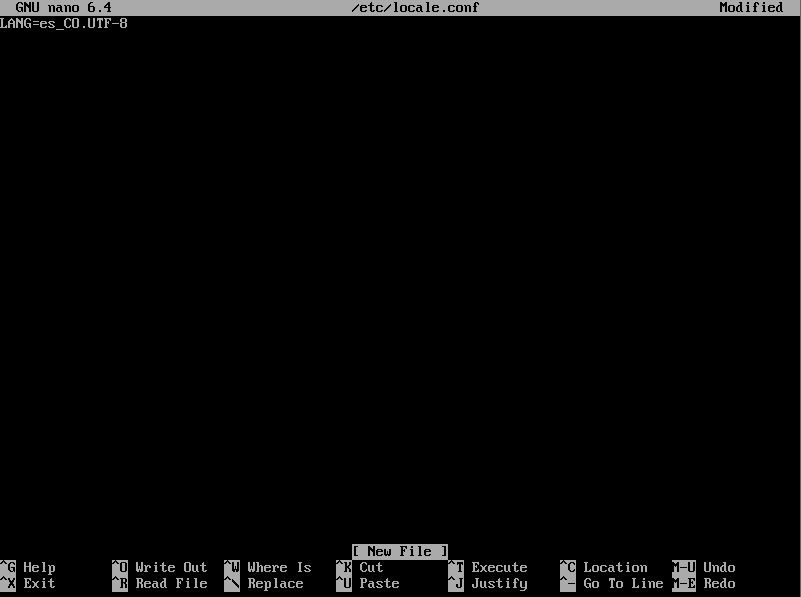 GNU nano 6.4 /etc/locale.conf Modified
LANG=es_CO.UTF-8
[ New File ]
^G Help ^O Write Out ^W Where Is ^K Cut ^T Execute ^C Location M-U Undo
^X Exit ^R Read File ^\ Replace ^U Paste ^J Justify ^- Go To Line M-E Redo